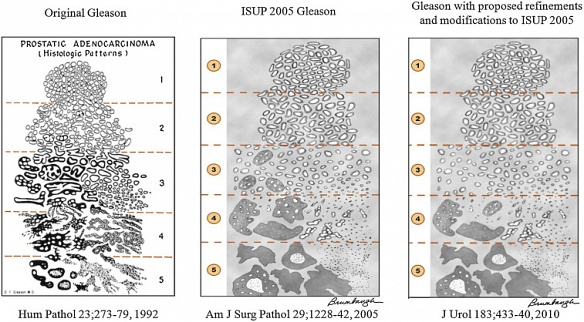 Original Gleason
ISUP 2005 Gleason
Gleason with proposed refinements
and modifications to ISUP 2005
PROSTATIC ADENOCARCINOMA
(Histologic Patterns)
1
2
3
4
5
1
2
3
4
5
Brumbaugh
1
2
3
4
5
Brumbaugh
Hum Pathol 23;273-79, 1992
Am J Surg Pathol 29;1228-42, 2005
J Urol 183;433-40, 2010